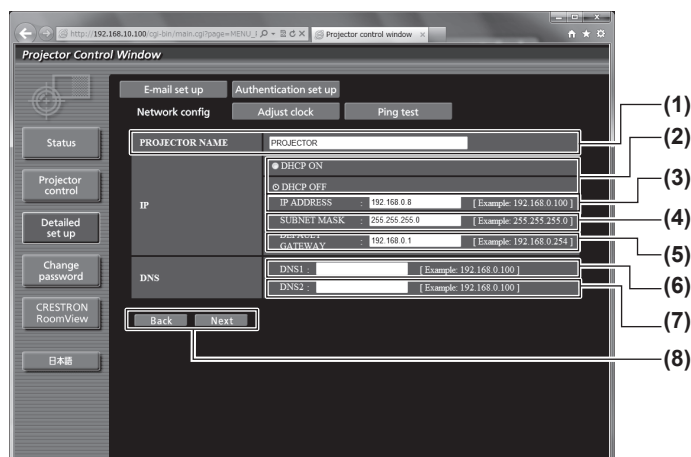 http://192.168.10.100/cgi-bin/main.cgi?page=MENU_I
Projector control window
Projector Control Window
E-mail set up Authentication set up
Network config Adjust clock Ping test
(1)
Status
PROJECTOR NAME PROJECTOR
(2)
DHCP ON
Projector
control
DHCP OFF
(3)
IP
IP ADDRESS : 192.168.0.8 [ Example: 192.168.0.100 ]
SUBNET MASK : 255.255.255.0 [ Example: 255.255.255.0 ]
(4)
Detailed
set up
DEFAULT
GATEWAY : 192.168.0.1 [ Example: 192.168.0.254 ]
(5)
Change
password
DNS
DNS1 : [ Example: 192.168.0.100 ]
(6)
DNS2 : [ Example: 192.168.0.100 ]
(7)
CRESTRON
RoomView
Back Next
(8)
日本語